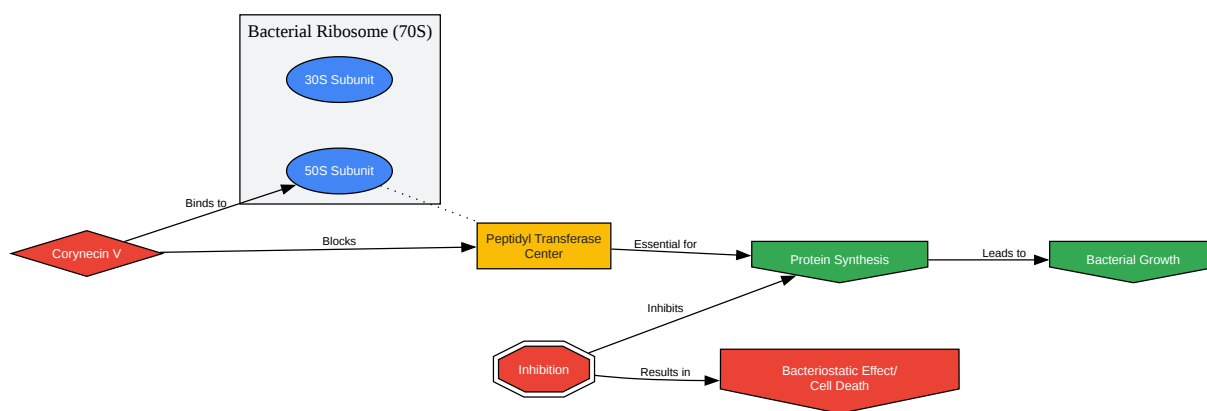 Bacterial Ribosome (70S)
30S Subunit
50S Subunit
Binds to
Corynecin V
Blocks
Peptidyl Transferase
Center
Essential for
Protein Synthesis
Leads to
Bacterial Growth
Inhibits
Inhibition
Results in
Bacteriostatic Effect/
Cell Death